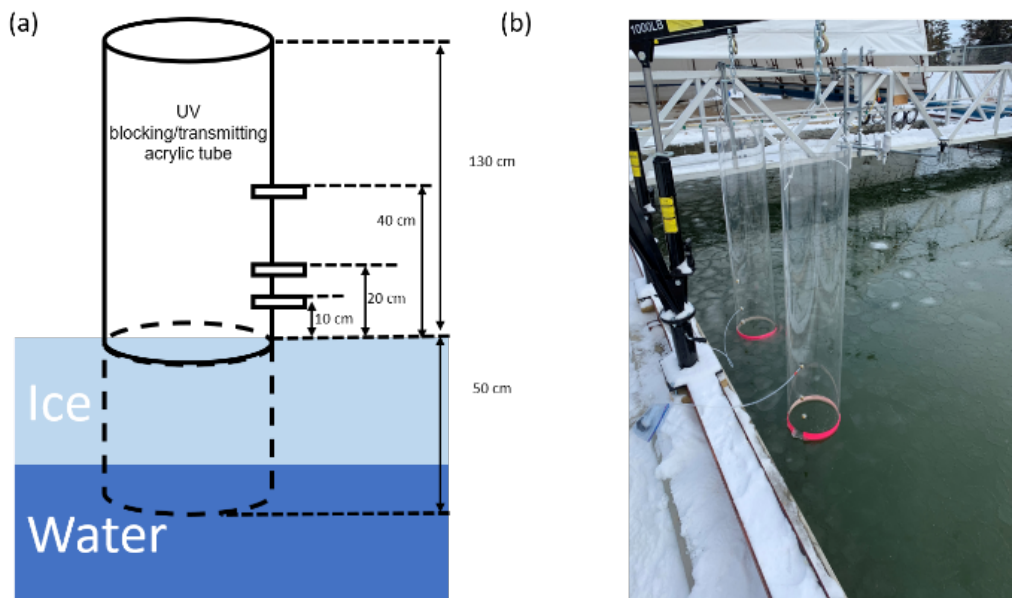 (a)
(b)
1000LB
UV
blocking/transmitting
acrylic tube
130 cm
40 cm
20 cm
10 cm
50 cm
Ice
Water